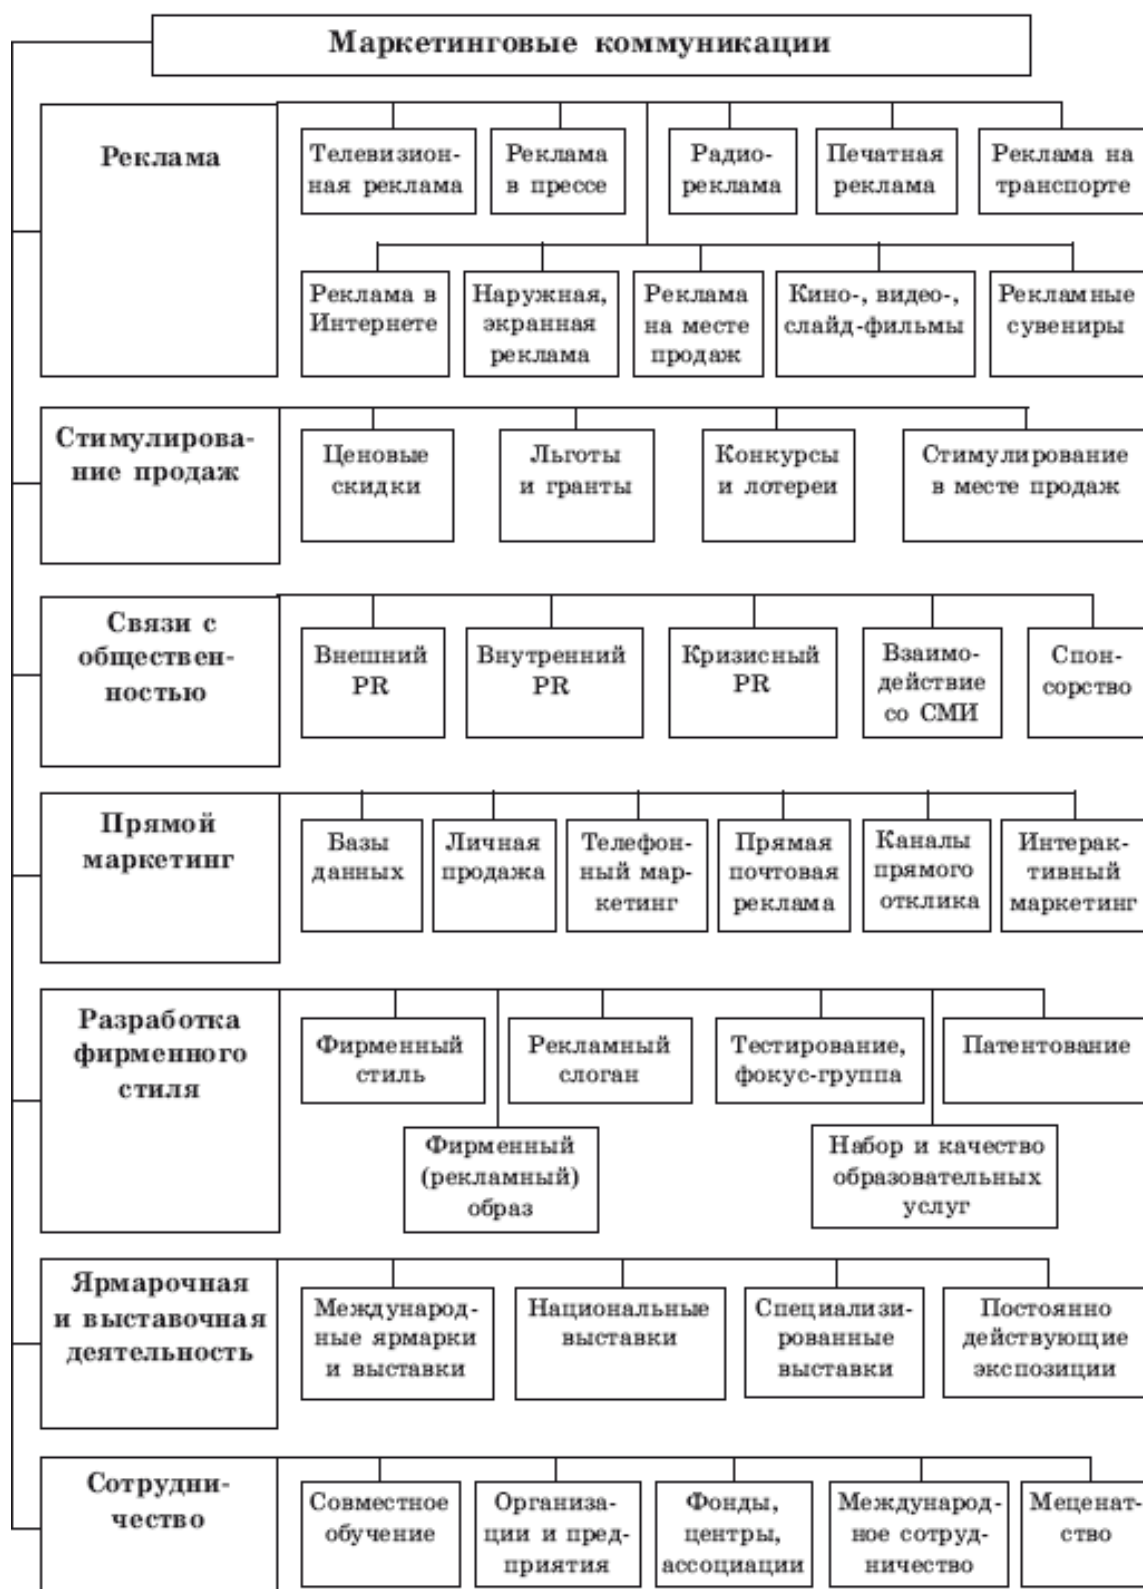 Маркетинговые коммуникации
Реклама
Телевизион-
ная реклама
Реклама
в прессе
Радио-
реклама
Печатная
реклама
Реклама на
транспорте
Реклама в
Интернете
Наружная,
экранная
реклама
Реклама
на месте
продаж
Кино-, видео-,
слайд-фильмы
Рекламные
сувениры
Стимулирова-
ние продаж
Ценовые
скидки
Льготы
и гранты
Конкурсы
и лотереи
Стимулирование
в месте продаж
Связи с
обществен-
ностью
Внешний
PR
Внутренний
PR
Кризисный
PR
Взаимо-
действие
со СМИ
Спон-
сорство
Прямой
маркетинг
Базы
данных
Личная
продажа
Телефон-
ный мар-
кетинг
Прямая
почтовая
реклама
Каналы
прямого
отклика
Интерак-
тивный
маркетинг
Разработка
фирменного
стиля
Фирменный
стиль
Рекламный
слоган
Тестирование,
фокус-группа
Патентование
Фирменный
(рекламный)
образ
Набор и качество
образовательных
услуг
Ярмарочная
и выставочная
деятельность
Международ-
ные ярмарки
и выставки
Национальные
выставки
Специализи-
рованные
выставки
Постоянно
действующие
экспозиции
Сотрудни-
чество
Совместное
обучение
Организа-
ции и пред-
приятия
Фонды,
центры,
ассоциации
Международ-
ное сотруд-
ничество
Меценат-
ство